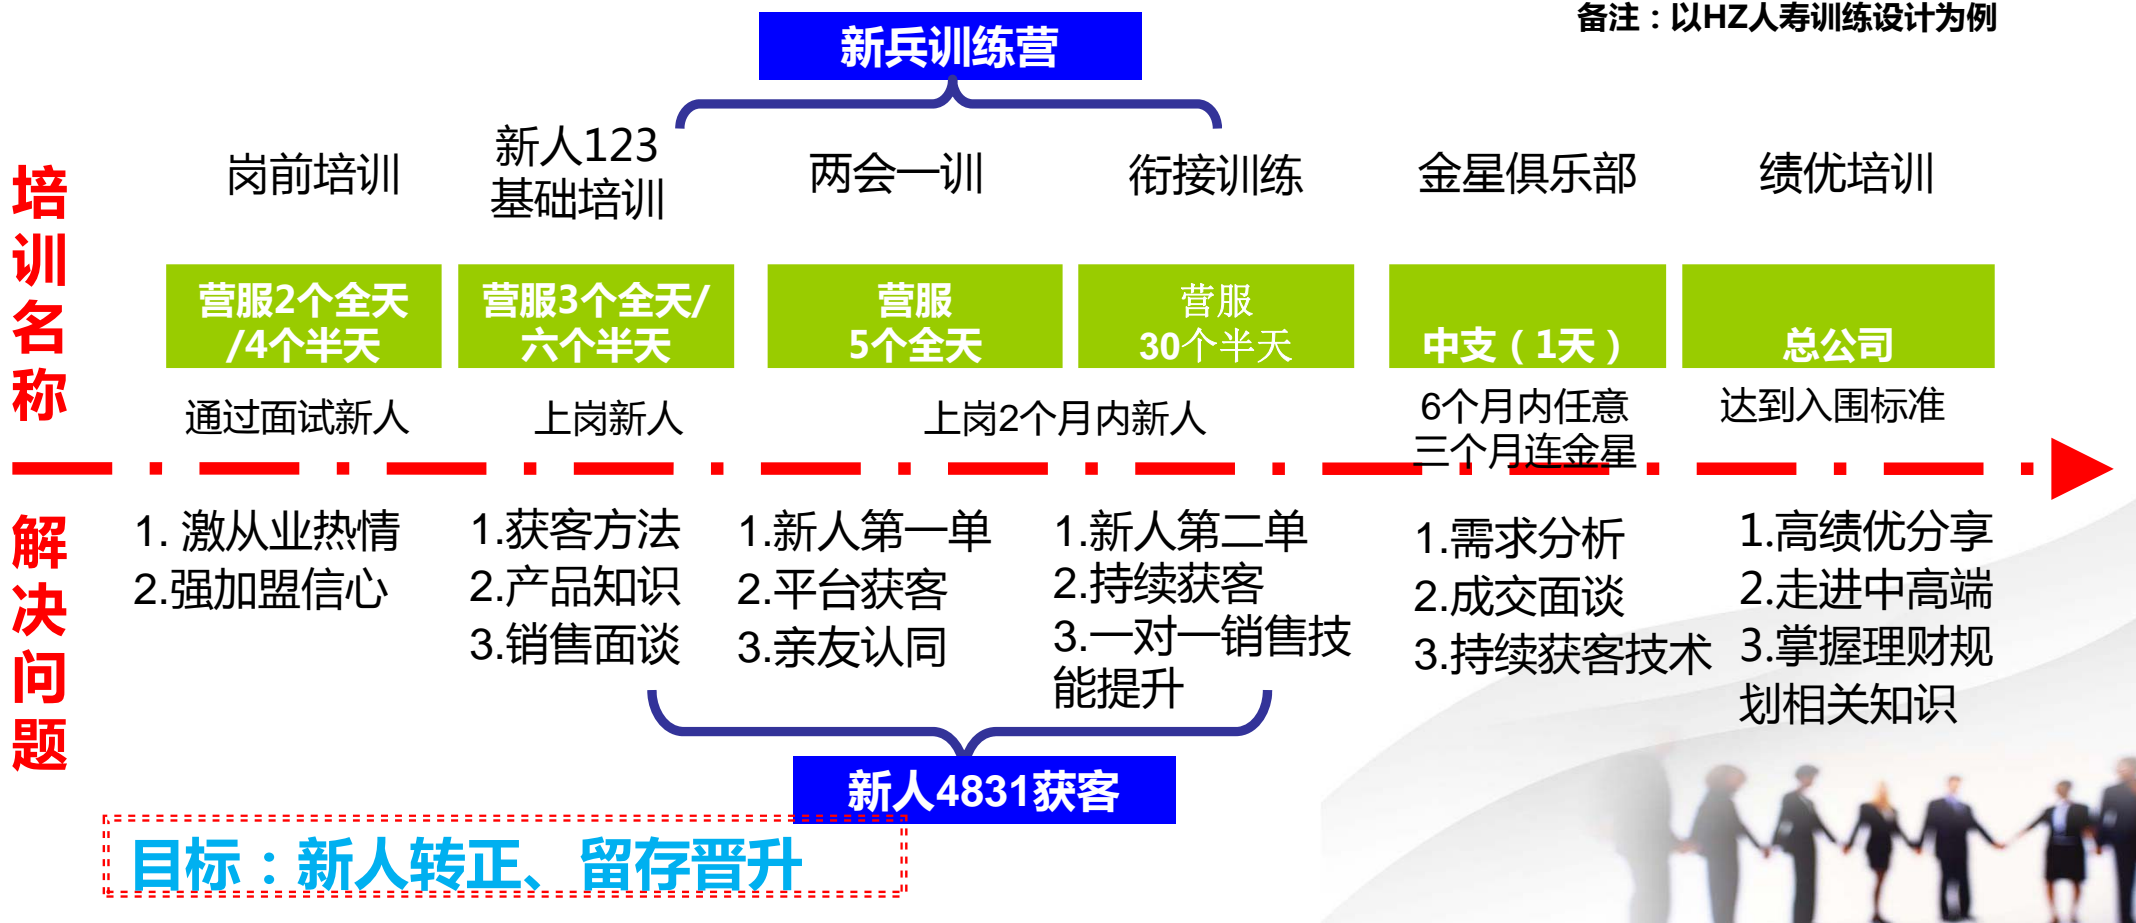 备注：以HZ人寿训练设计为例
新兵训练营
培训名称
岗前培训
新人123
基础培训
两会一训
衔接训练
金星俱乐部
绩优培训
营服2个全天
/4个半天
营服3个全天/
六个半天
营服
5个全天
营服
30个半天
中支（1天）
总公司
通过面试新人
上岗新人
上岗2个月内新人
6个月内任意
三个月连金星
达到入围标准
解决问题
1. 激从业热情
2.强加盟信心
1.获客方法
2.产品知识
3.销售面谈
1.新人第一单
2.平台获客
3.亲友认同
1.新人第二单
2.持续获客
3.一对一销售技
能提升
1.需求分析
2.成交面谈
3.持续获客技术
1.高绩优分享
2.走进中高端
3.掌握理财规
划相关知识
新人4831获客
目标：新人转正、留存晋升